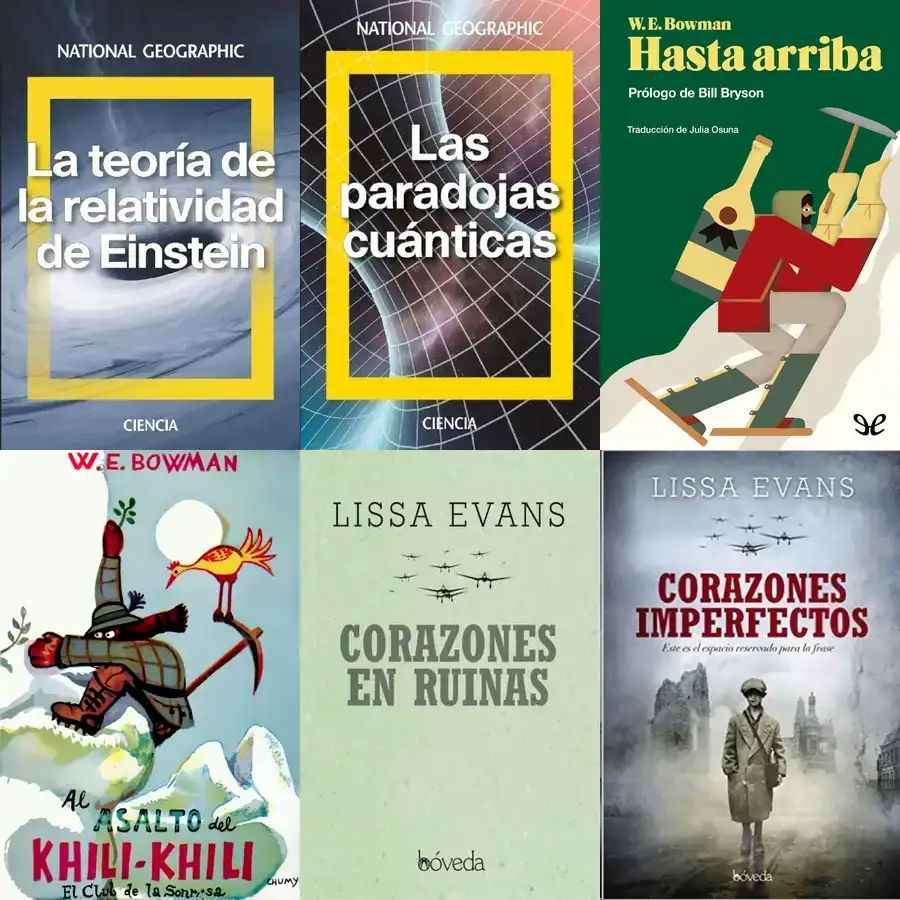 NATIONAL GEOGRAPHIC
La teoría de
la relatividad
de Einstein
CIENCIA
NATIONAL GEOGRAPHIC
Las
paradojas
cuánticas
CIENCIA
W. E. Bowman
Hasta arriba
Prólogo de Bill Bryson
Traducción de Julia Osuna
W. E. BOWMAN
Al
ASALTO del
KHILI-KHILI
El Club de la Sonrisa
CHUMY
LISSA EVANS
CORAZONES
EN RUINAS
bóveda
LISSA EVANS
CORAZONES
IMPERFECTOS
Este es el espacio reservado para la frase
bóveda